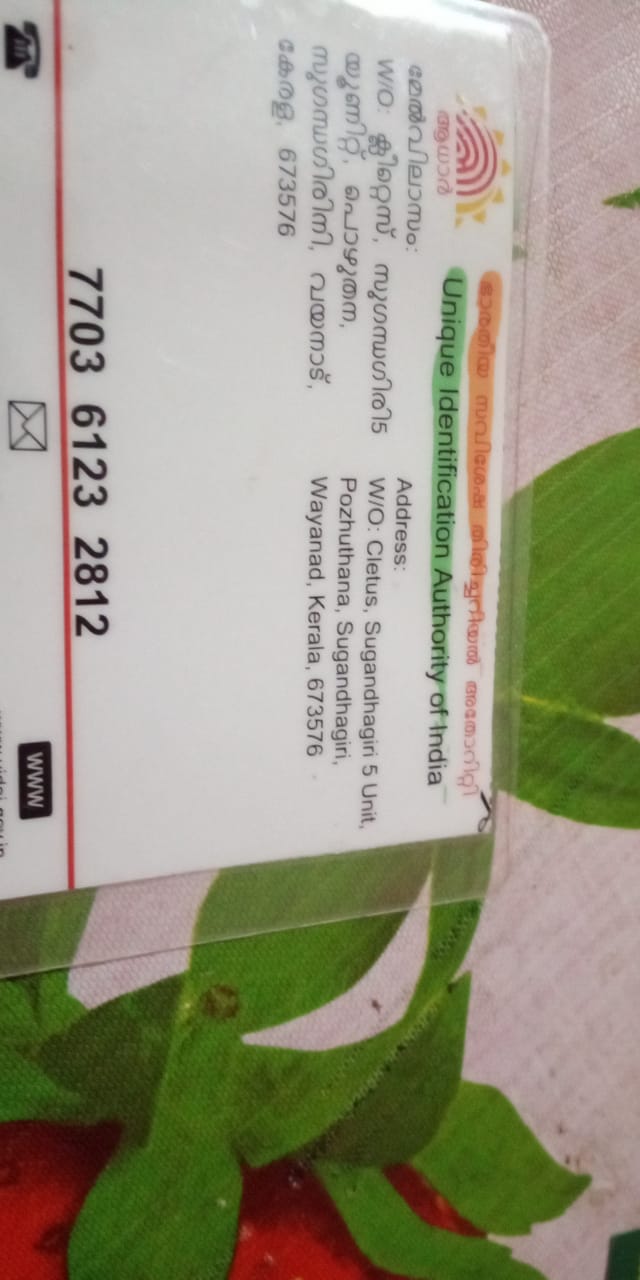 ഭാരതീയ സവിശേഷ തിരിച്ചറിയൽ അതോറിറ്റി
Unique Identification Authority of India
ആധാർ
മേൽവിലാസം:
W/O: ക്ലീറ്റെസ്, സുഗന്ധഗിരി5
യൂണിറ്റ്, പൊഴുതന,
സുഗന്ധഗിരിനി, വയനാട്,
കേരള, 673576
Address:
W/O: Cletus, Sugandhagiri 5 Unit,
Pozhuthana, Sugandhagiri,
Wayanad, Kerala, 673576
7703 6123 2812
WWW